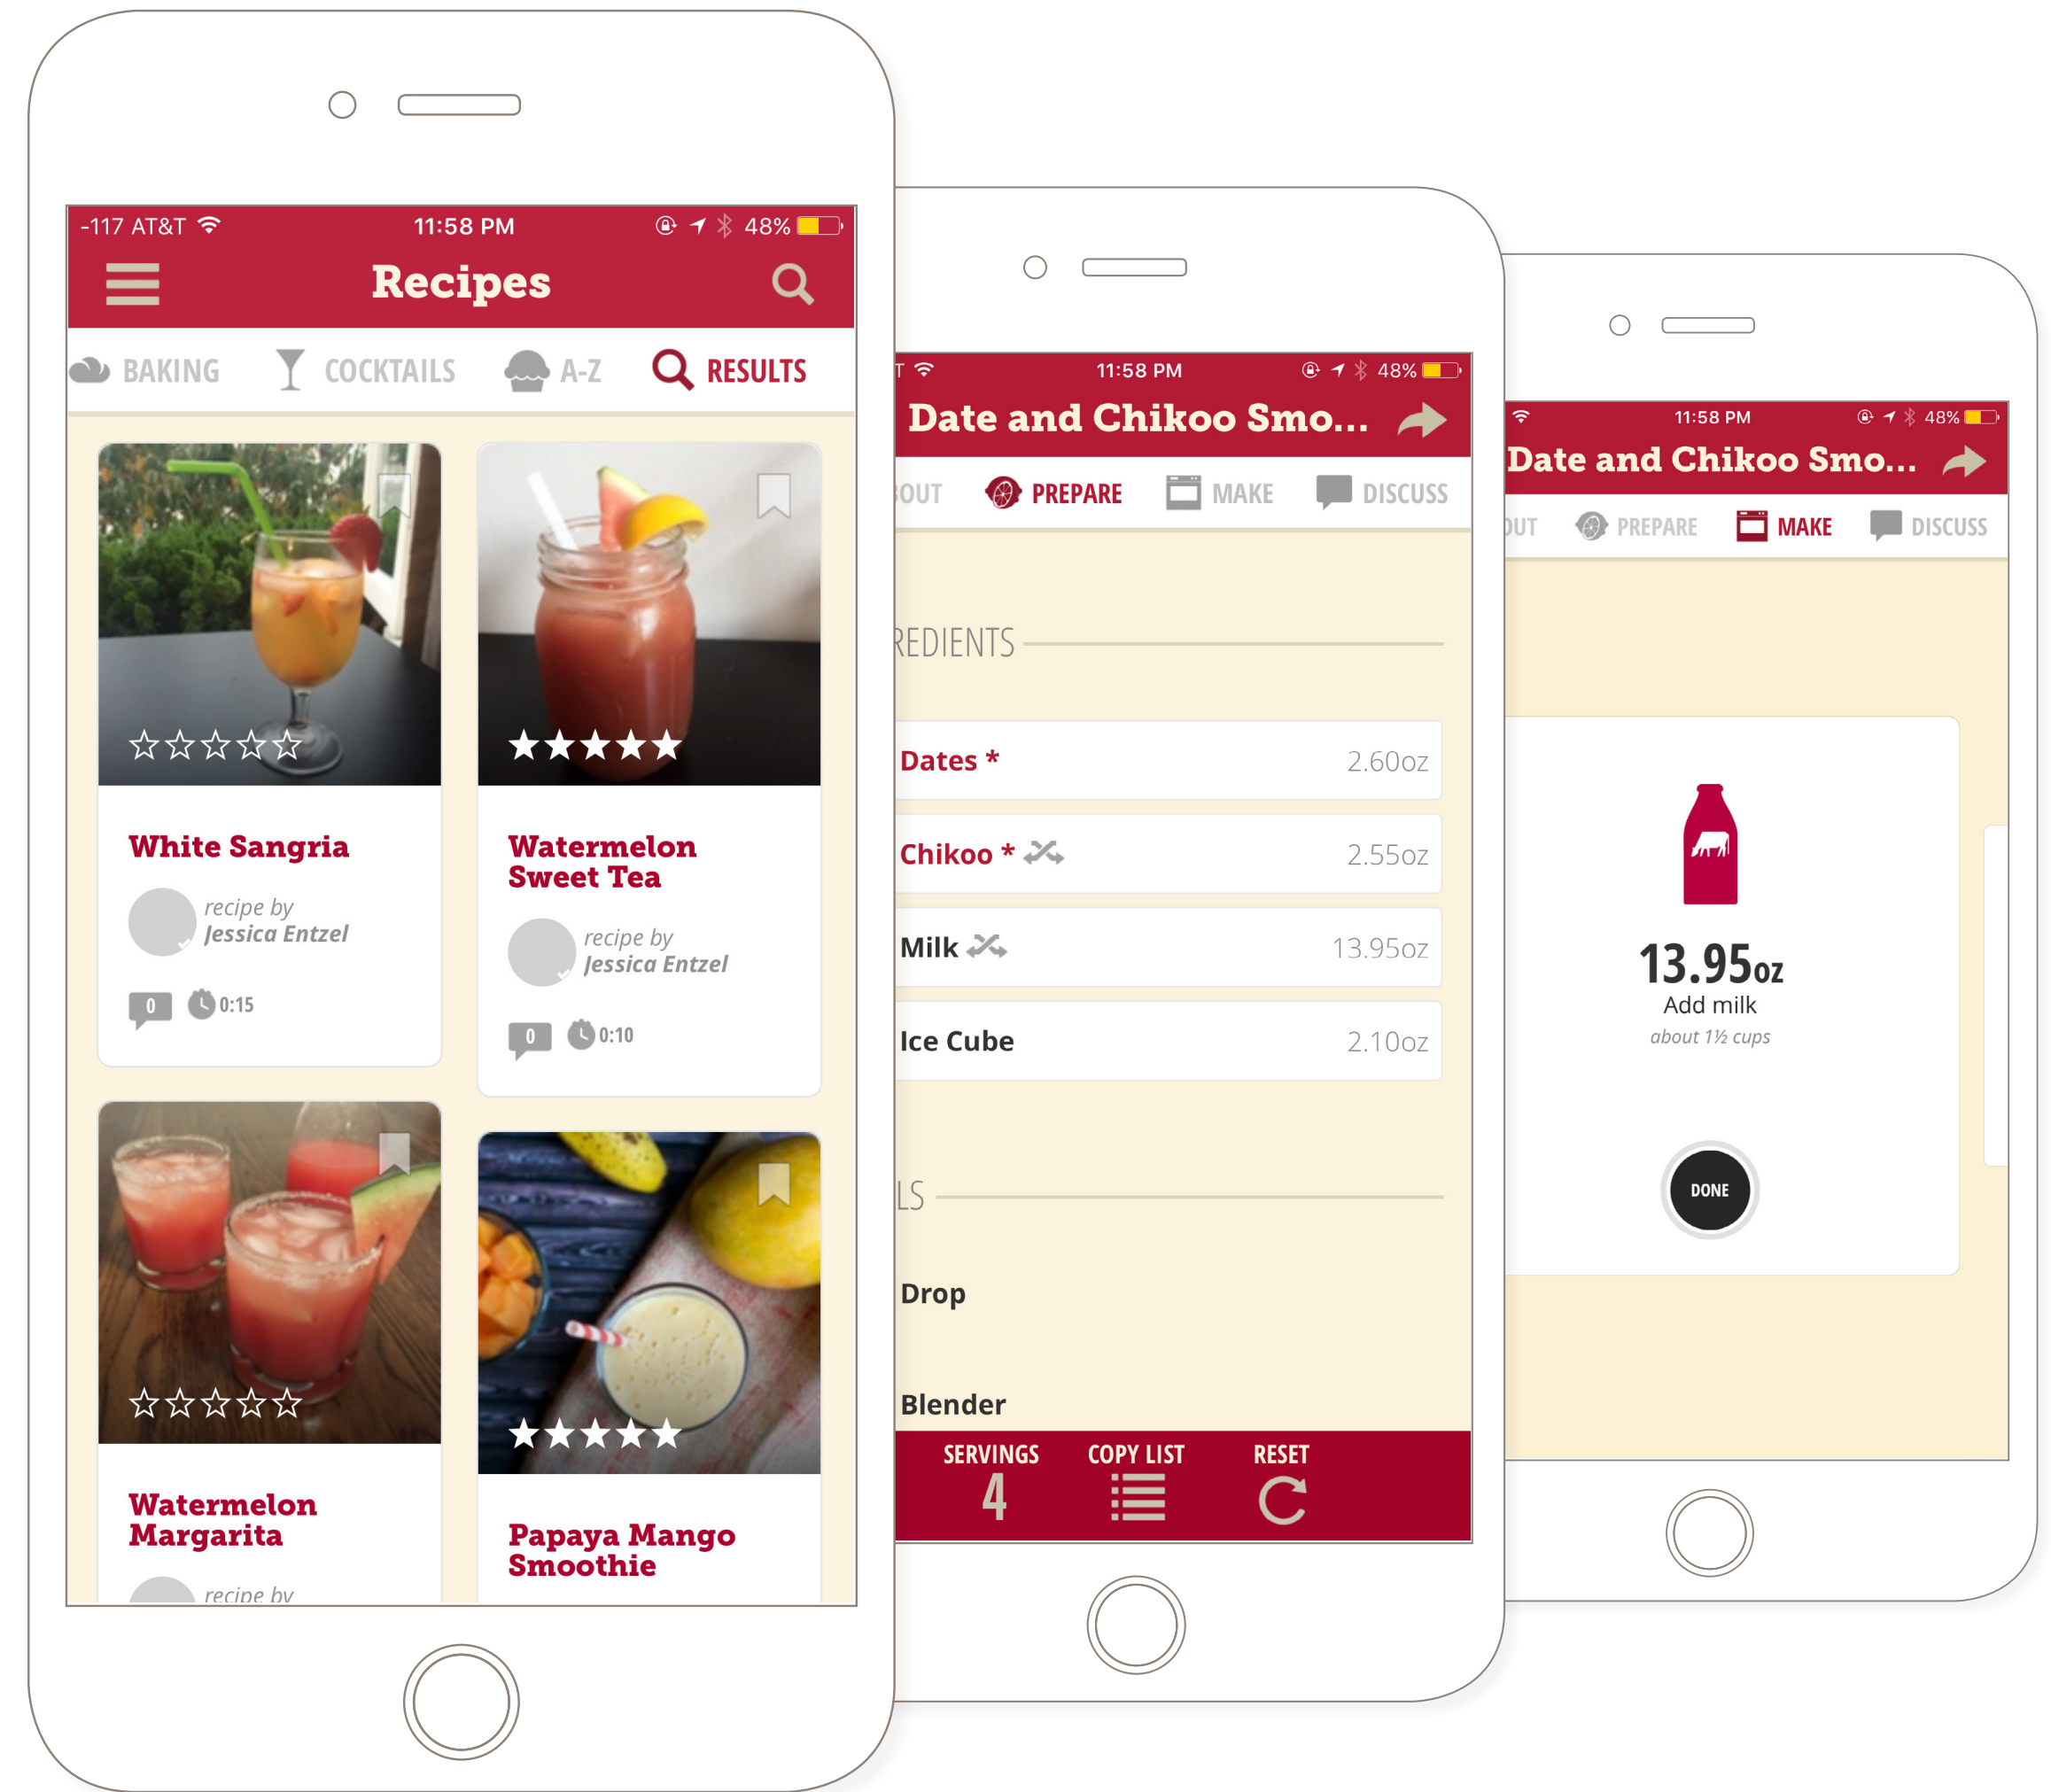 -117 AT&T 11:58 PM 48%
Recipes
BAKING COCKTAILS A-Z RESULTS
White Sangria
recipe by
Jessica Entzel
0 0:15
Watermelon
Sweet Tea
recipe by
Jessica Entzel
0 0:10
Watermelon
Margarita
recipe by
Papaya Mango
Smoothie
T 11:58 PM 48%
Date and Chikoo Smo...
OUT PREPARE MAKE DISCUSS
REDIENTS
Dates * 2.60oz
Chikoo * 2.55oz
Milk 13.95oz
Ice Cube 2.10oz
LS
Drop
Blender
SERVINGS COPY LIST RESET
4
11:58 PM 48%
Date and Chikoo Smo...
OUT PREPARE MAKE DISCUSS
13.95oz
Add milk
about 1½ cups
DONE